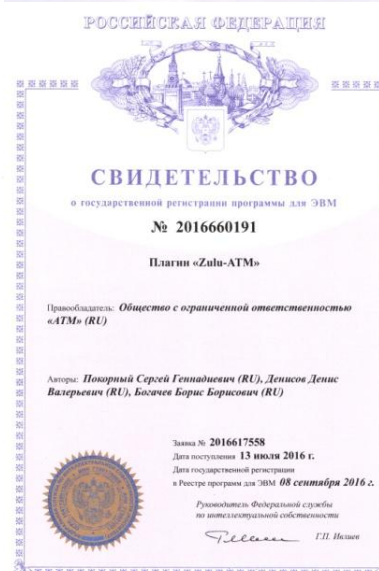 РОССИЙСКАЯ ФЕДЕРАЦИЯ
СВИДЕТЕЛЬСТВО
о государственной регистрации программы для ЭВМ
№ 2016660191
Плагин «Zulu-ATM»
Правообладатель: Общество с ограниченной ответственностью
«АТМ» (RU)
Авторы: Покорный Сергей Геннадиевич (RU), Денисов Денис
Валерьевич (RU), Богачев Борис Борисович (RU)
Заявка № 2016617558
Дата поступления 13 июля 2016 г.
Дата государственной регистрации
в Реестре программ для ЭВМ 08 сентября 2016 г.
Руководитель Федеральной службы
по интеллектуальной собственности
Г.П. Ивлиев